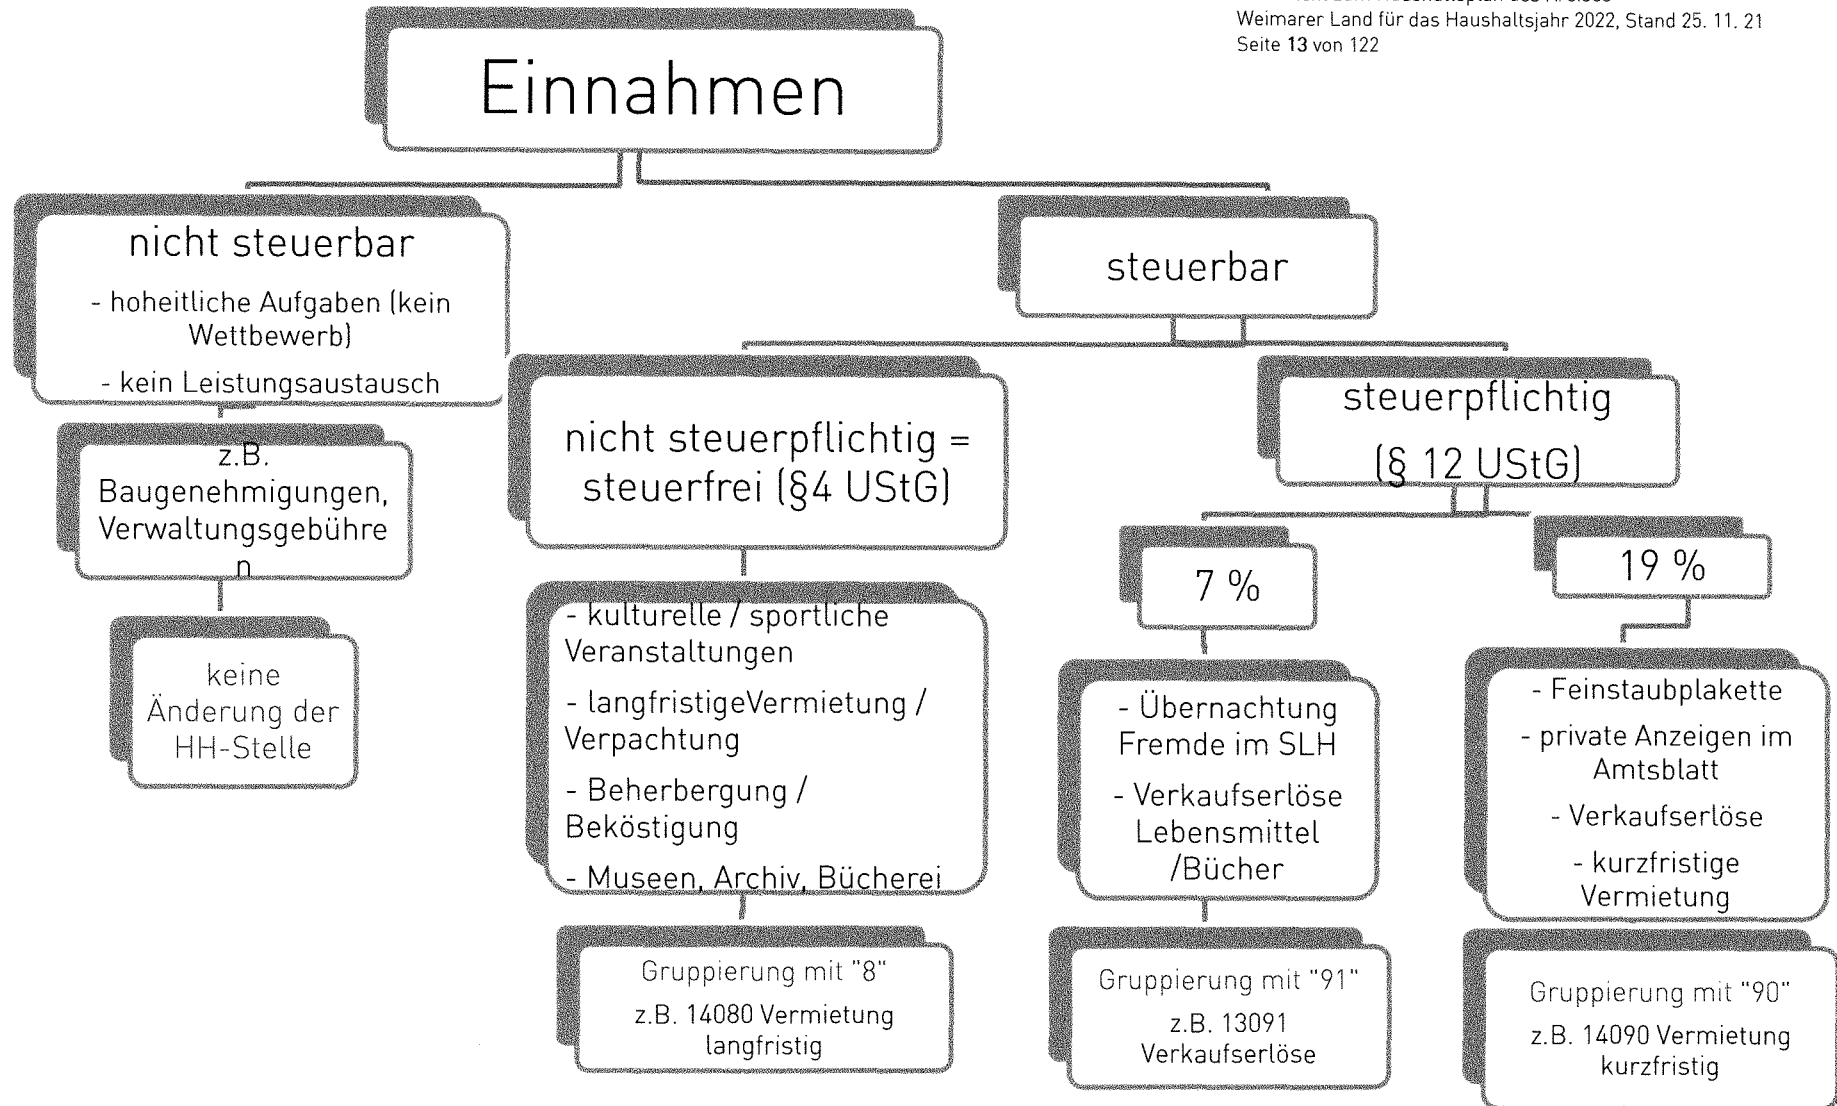 Weimarer Land für das Haushaltsjahr 2022, Stand 25. 11. 21
Seite 13 von 122
Einnahmen
nicht steuerbar
- hoheitliche Aufgaben (kein
Wettbewerb)
- kein Leistungsaustausch
z.B.
Baugenehmigungen,
Verwaltungsgebühre
n
keine
Änderung der
HH-Stelle
steuerbar
nicht steuerpflichtig =
steuerfrei (§4 UStG)
- kulturelle / sportliche
Veranstaltungen
- langfristigeVermietung /
Verpachtung
- Beherbergung /
Beköstigung
- Museen, Archiv, Bücherei
Gruppierung mit "8"
z.B. 14080 Vermietung
langfristig
steuerpflichtig
(§ 12 UStG)
7 %
- Übernachtung
Fremde im SLH
- Verkaufserlöse
Lebensmittel
/Bücher
Gruppierung mit "91"
z.B. 13091
Verkaufserlöse
19 %
- Feinstaubplakette
- private Anzeigen im
Amtsblatt
- Verkaufserlöse
- kurzfristige
Vermietung
Gruppierung mit "90"
z.B. 14090 Vermietung
kurzfristig